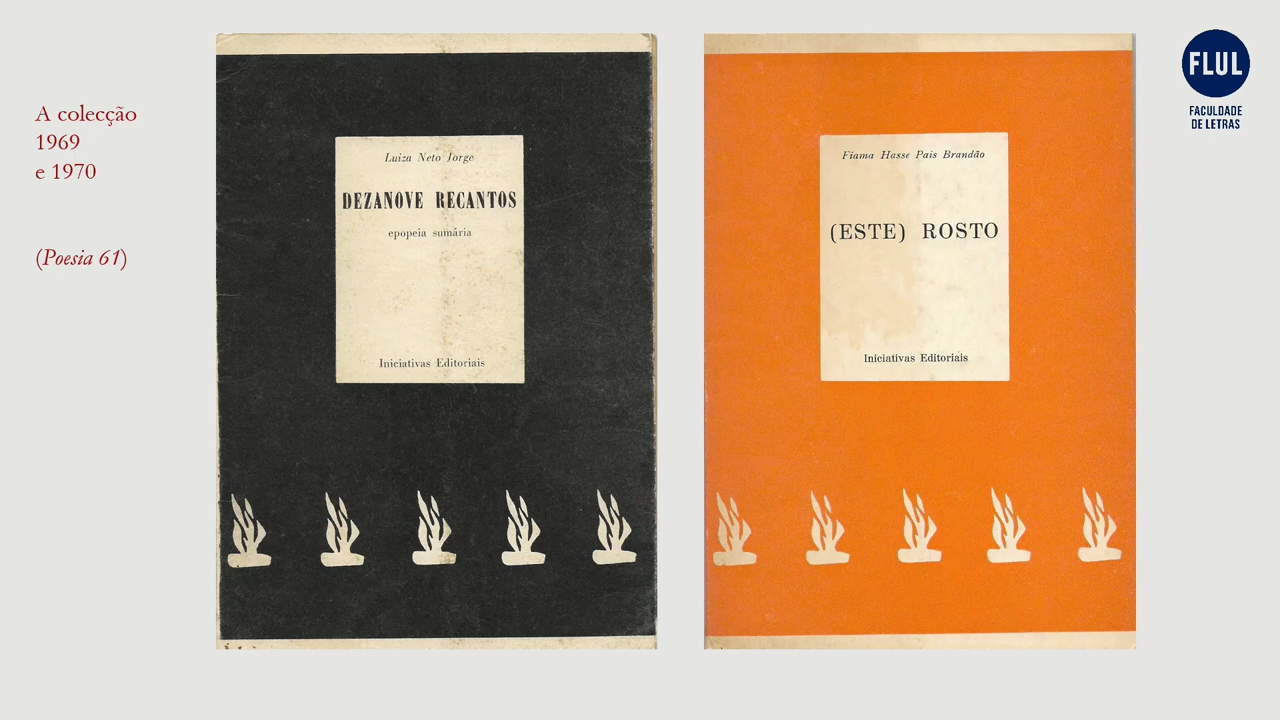 A colecção
1969
e 1970
(Poesia 61)
Luiza Neto Jorge
DEZANOVE RECANTOS
epopeia sumária
Iniciativas Editoriais
Fiama Hasse Pais Brandão
(ESTE) ROSTO
Iniciativas Editoriais
FLUL
FACULDADE
DE LETRAS